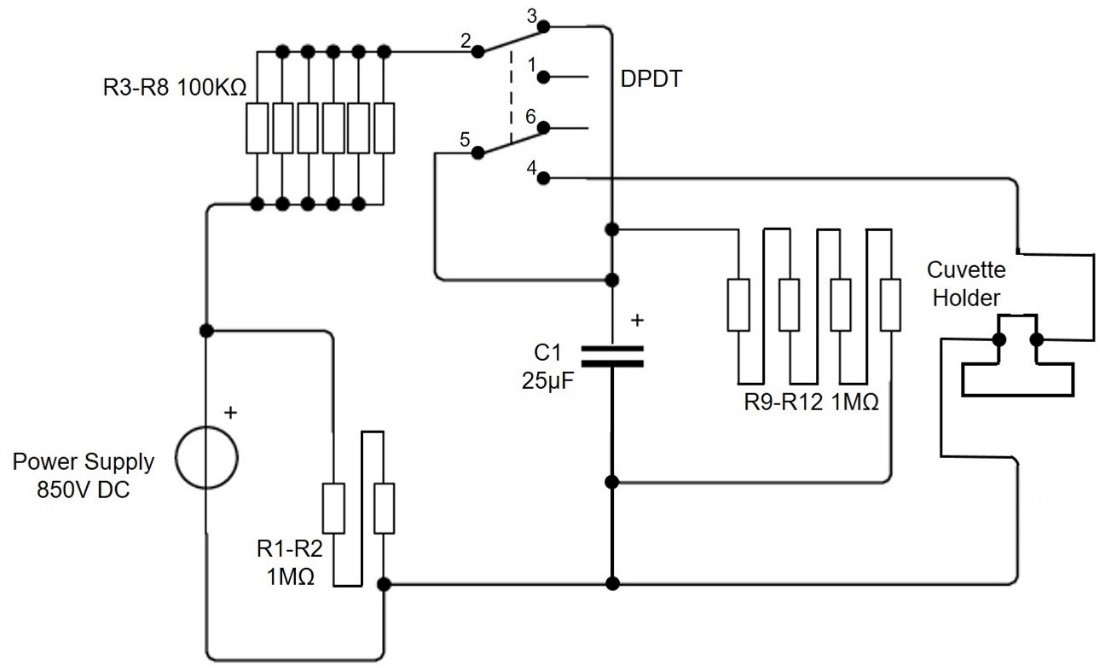 3
2
R3-R8 100KΩ
1
DPDT
6
5
4
Cuvette
Holder
+
C1
25µF
R9-R12 1MΩ
+
Power Supply
850V DC
R1-R2
1MΩ